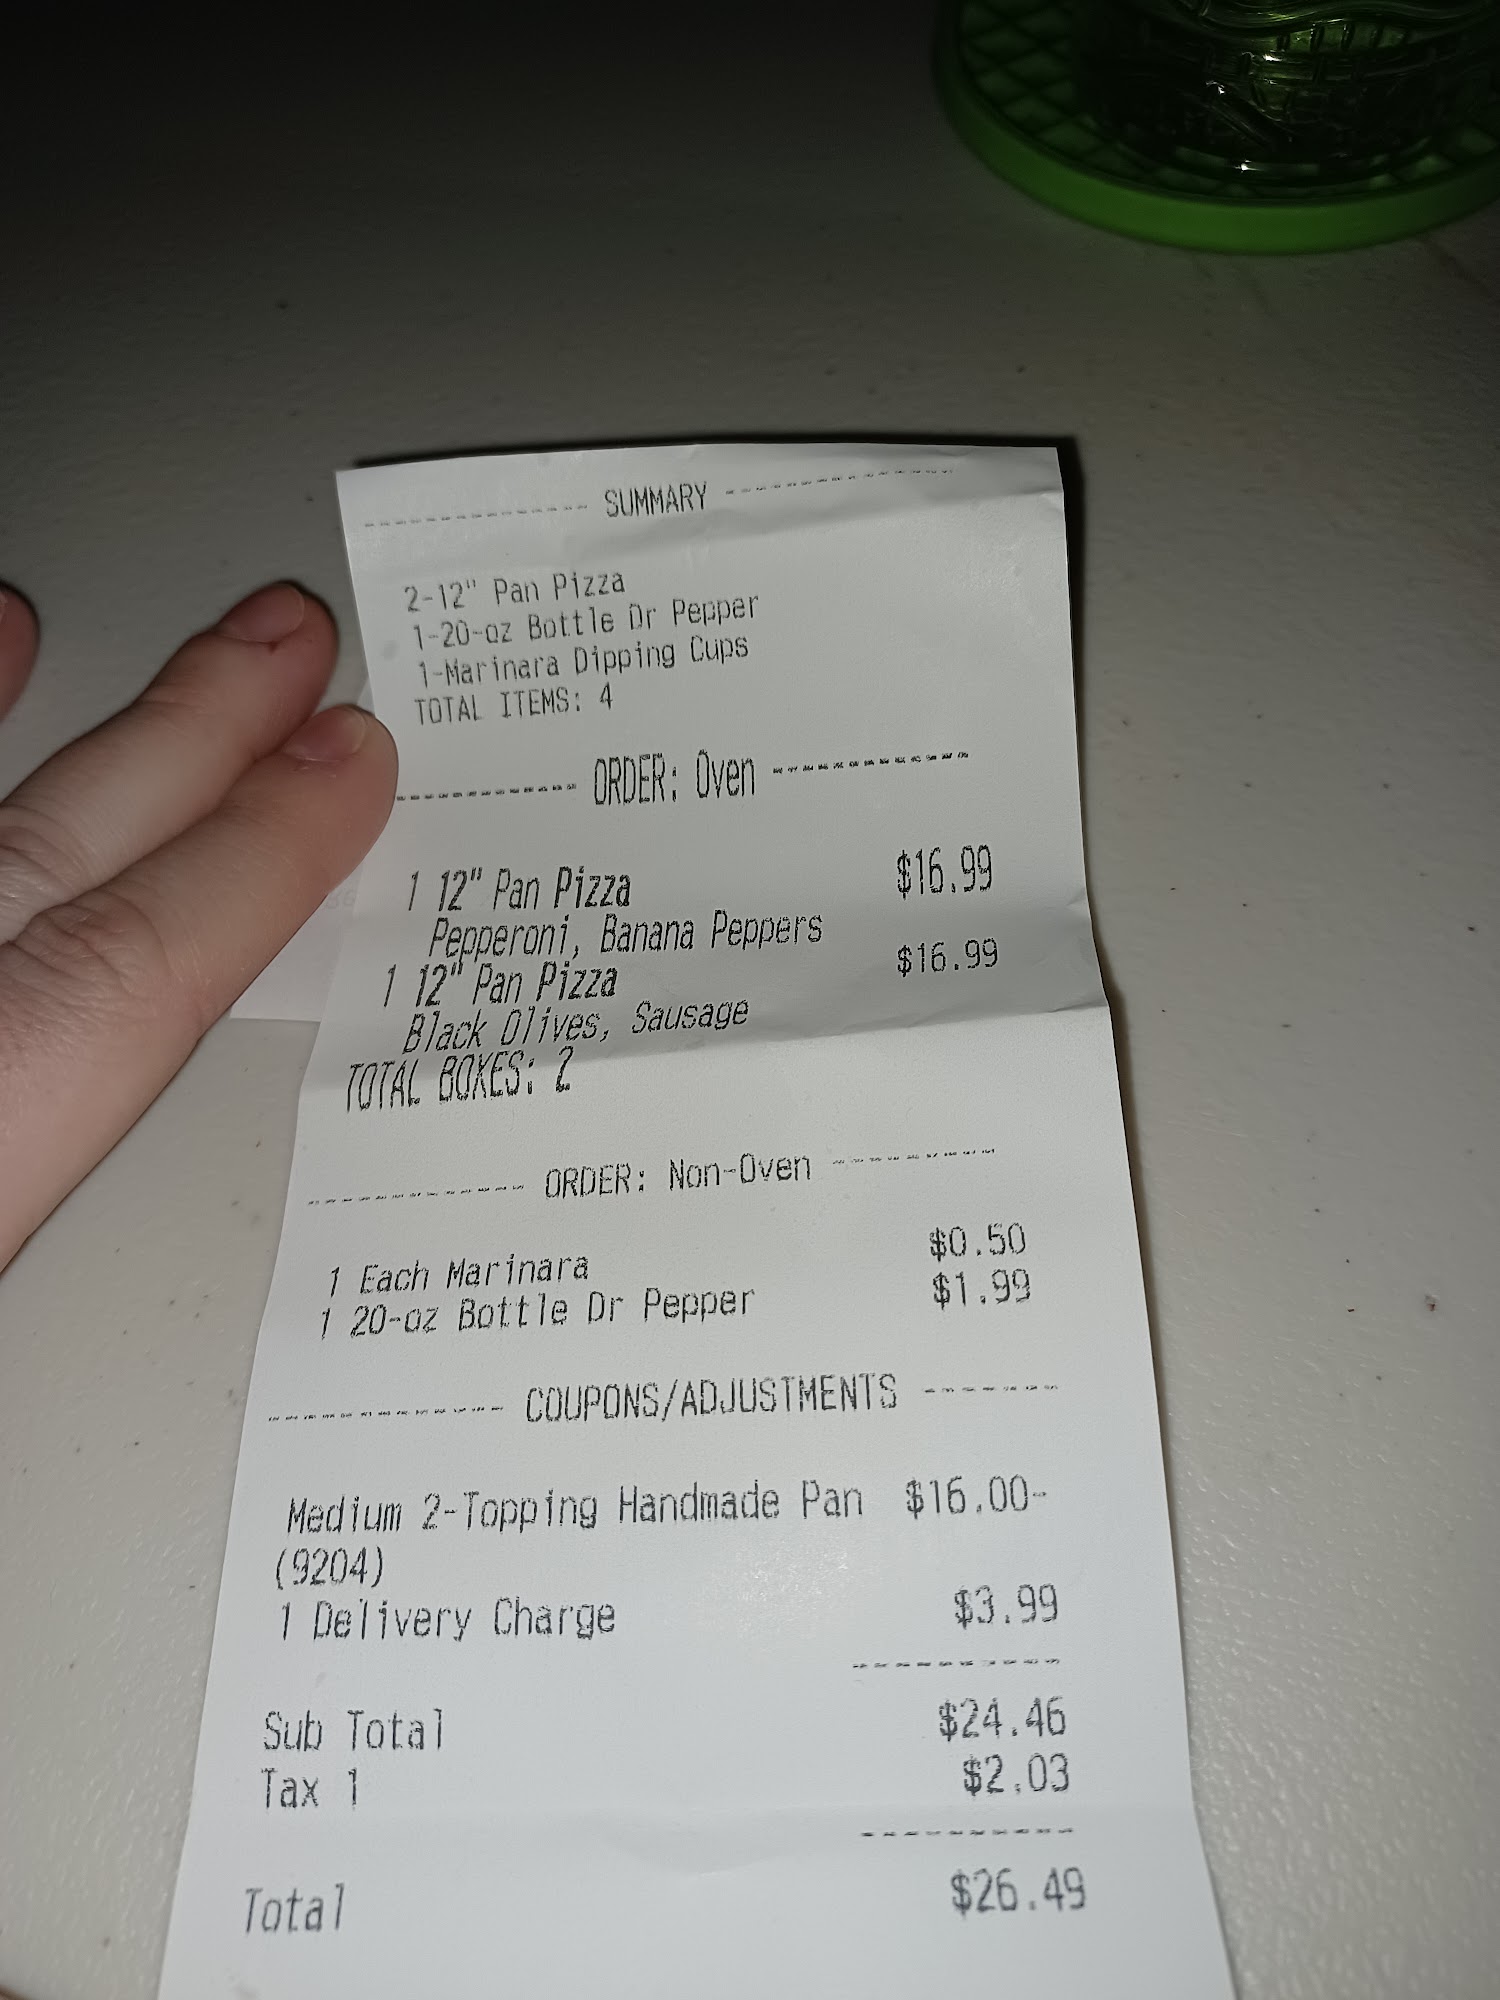 --------------- SUMMARY ---------------
2-12" Pan Pizza
1-20-oz Bottle Dr Pepper
1-Marinara Dipping Cups
TOTAL ITEMS: 4
------------- ORDER: Oven -------------
1 12" Pan Pizza $16.99
Pepperoni, Banana Peppers
1 12" Pan Pizza $16.99
Black Olives, Sausage
TOTAL BOXES: 2
------------- ORDER: Non-Oven -----------
1 Each Marinara $0.50
1 20-oz Bottle Dr Pepper $1.99
------------- COUPONS/ADJUSTMENTS --------
Medium 2-Topping Handmade Pan $16.00-
(9204)
1 Delivery Charge $3.99
-----------
Sub Total $24.46
Tax 1 $2.03
-----------
Total $26.49